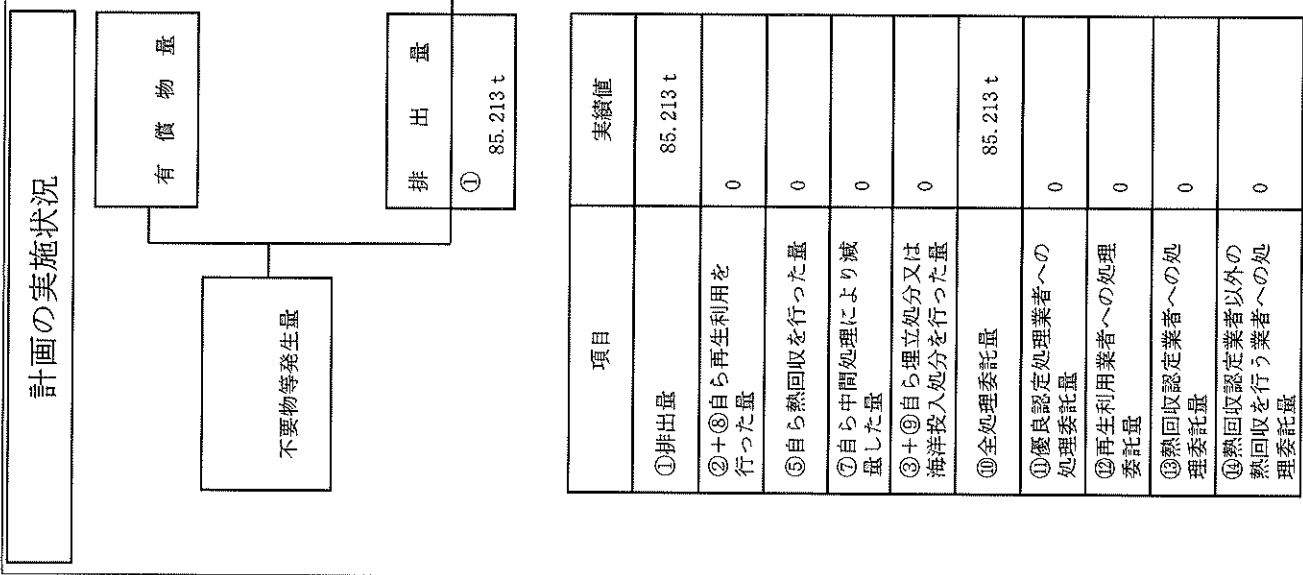 計画の実施状況
有償物量
不要物等発生量
排出量
①
85.213 t
項目
実績値
①排出量
85.213 t
②+⑧自ら再生利用を
行った量
0
⑤自ら熱回収を行った量
0
⑦自ら中間処理により減
量した量
0
③+⑨自ら埋立処分又は
海洋投入処分を行った量
0
⑩全処理委託量
85.213 t
⑪優良認定処理業者への
処理委託量
0
⑫再生利用業者への処理
委託量
0
⑬熱回収認定業者への処
理委託量
0
⑭熱回収認定業者以外の
熱回収を行う業者への処
理委託量
0